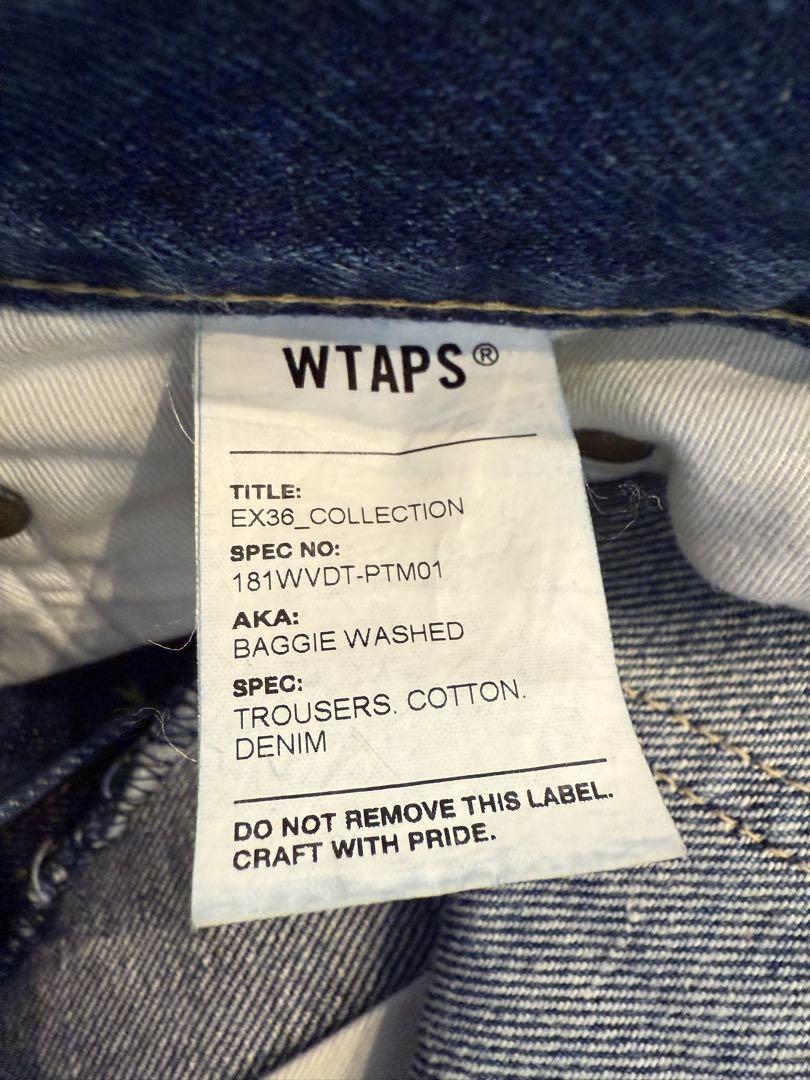 WTAPS®
TITLE:
EX36_COLLECTION
SPEC NO:
181WVDT-PTM01
AKA:
BAGGIE WASHED
SPEC:
TROUSERS. COTTON.
DENIM
DO NOT REMOVE THIS LABEL.
CRAFT WITH PRIDE.